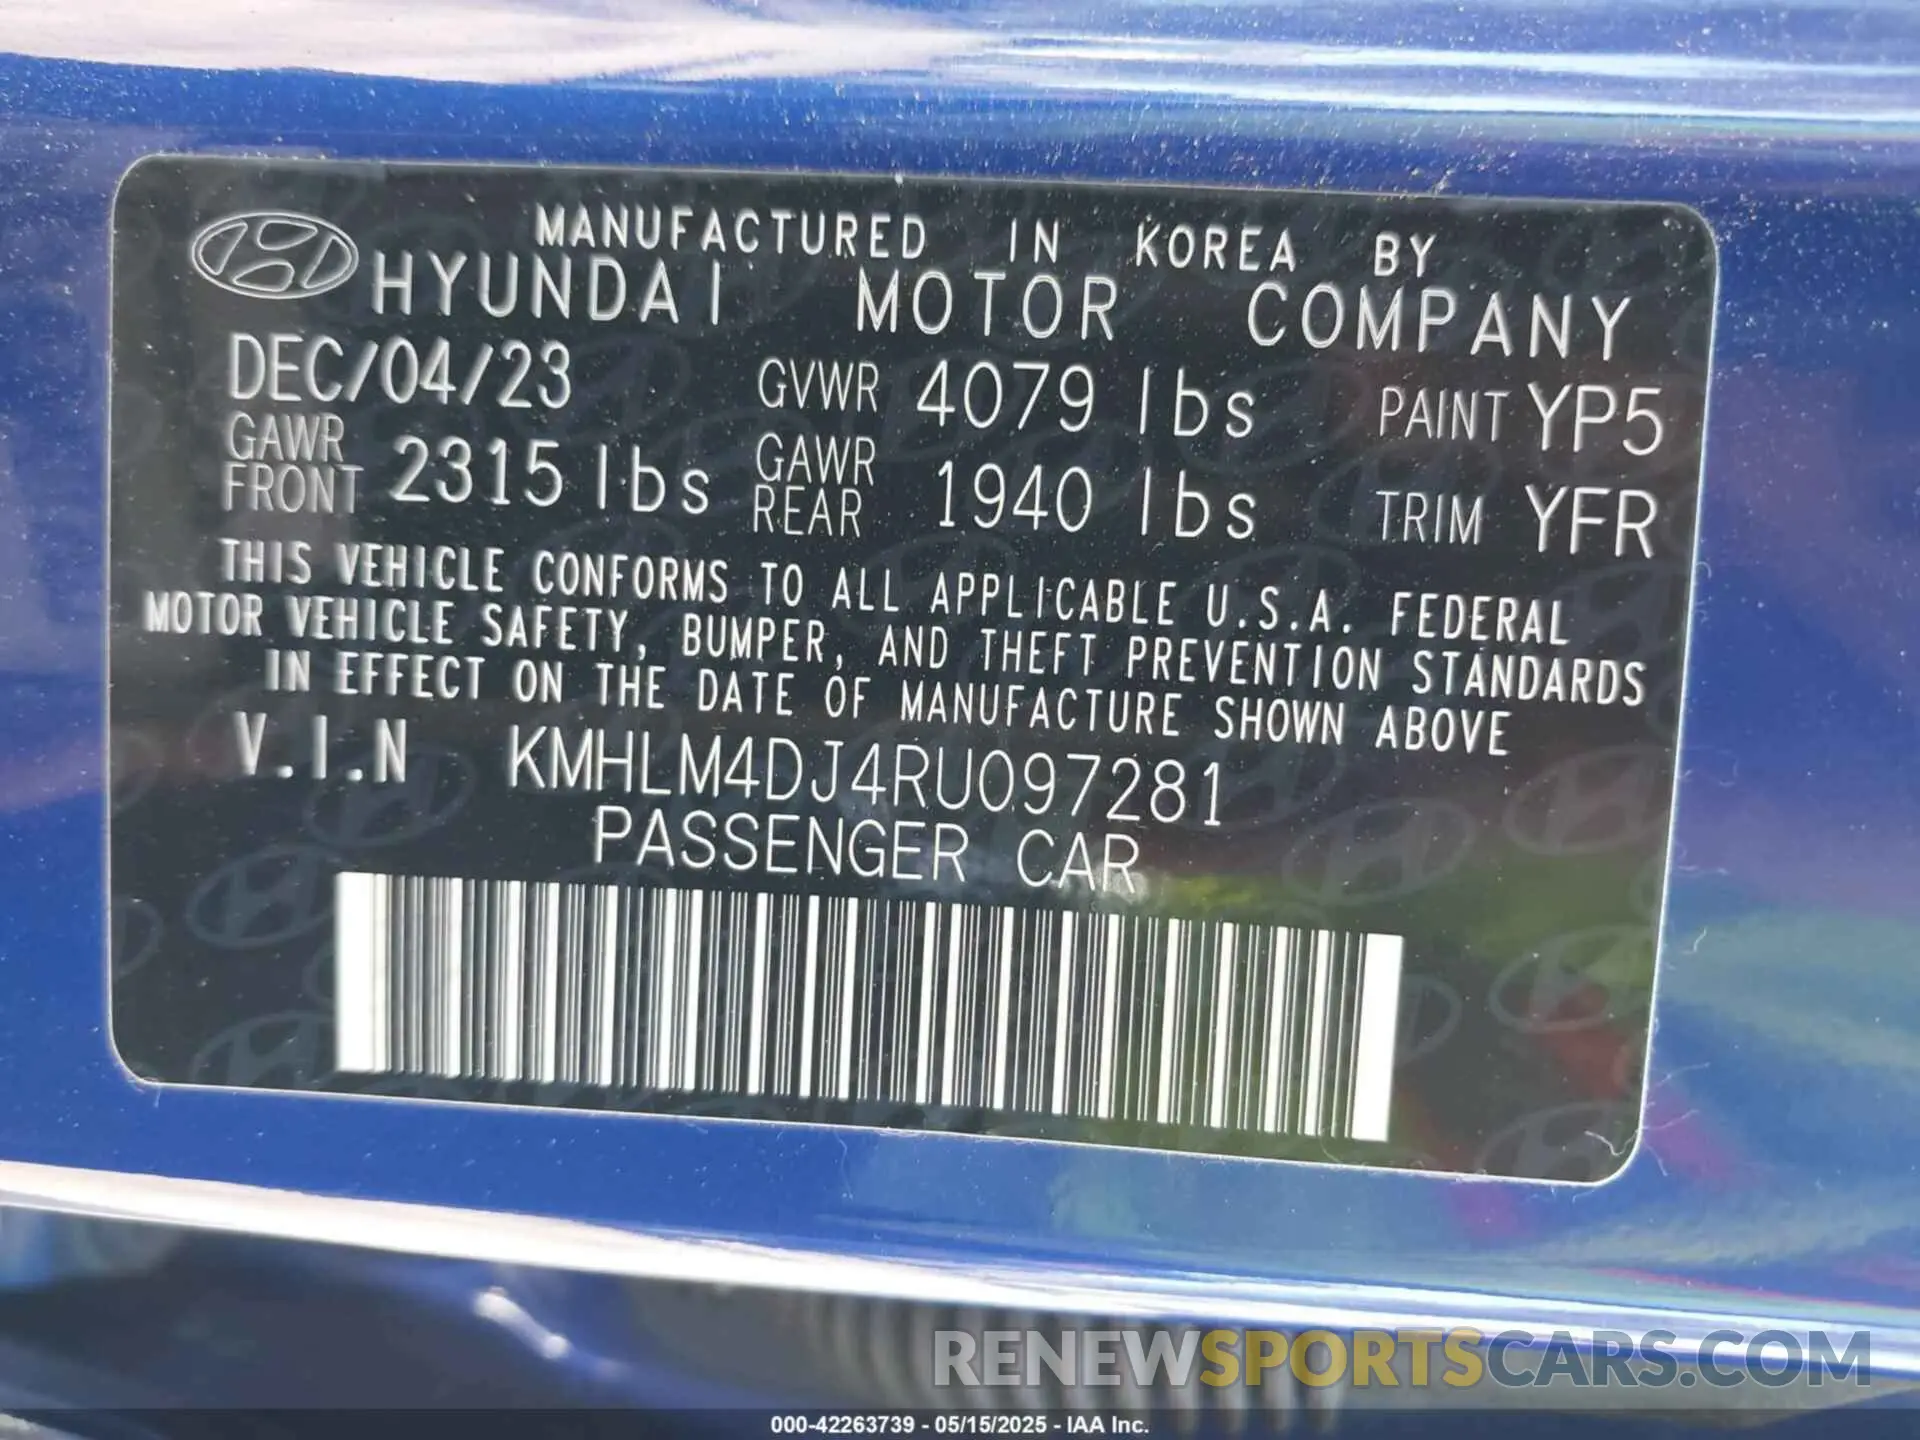 MANUFACTURED IN KOREA BY
HYUNDAI MOTOR COMPANY
DEC/04/23 GVWR 4079 lbs PAINT YP5
GAWR FRONT 2315 lbs GAWR REAR 1940 lbs TRIM YFR
THIS VEHICLE CONFORMS TO ALL APPLICABLE U.S.A. FEDERAL
MOTOR VEHICLE SAFETY, BUMPER, AND THEFT PREVENTION STANDARDS
IN EFFECT ON THE DATE OF MANUFACTURE SHOWN ABOVE
V.I.N KMHLM4DJ4RU097281
PASSENGER CAR
RENEWSPORTSCARS.COM
000-42263739 - 05/15/2025 - IAA Inc.